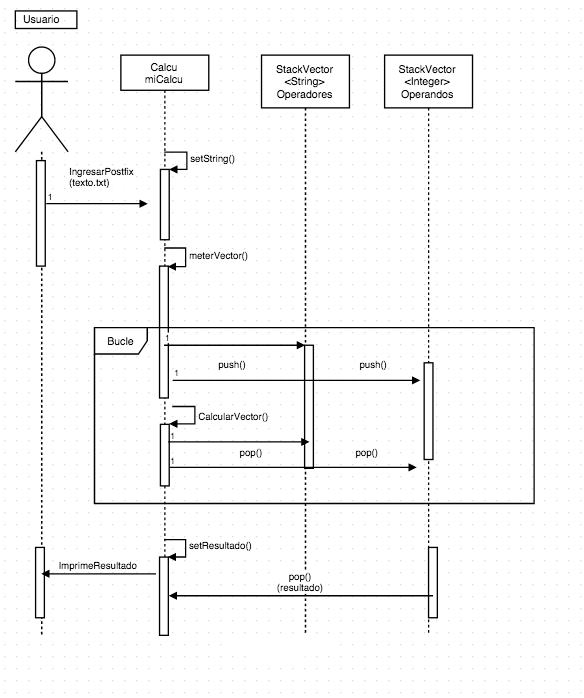 Usuario
Calcu
miCalcu
StackVector
<String>
Operadores
StackVector
<Integer>
Operandos
setString()
IngresarPostfix
(texto.txt)
1
meterVector()
Bucle
1
push()
push()
1
CalcularVector()
1
pop()
pop()
1
setResultado()
ImprimeResultado
pop()
(resultado)